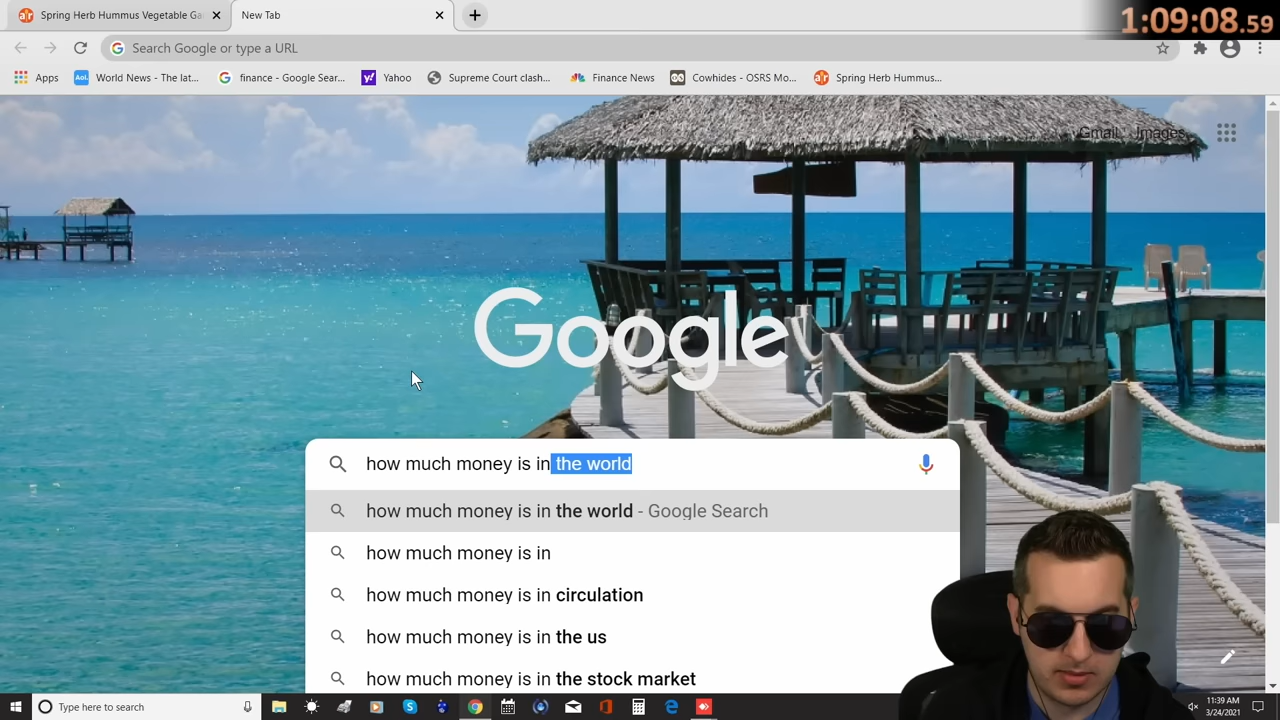 Spring Herb Hummus Vegetable Ga
New Tab
1:09:08.59
Search Google or type a URL
Apps
Aol.
World News - The lat...
finance - Google Sear...
Yahoo
Supreme Court clash...
Finance News
Cowhides - OSRS Mo...
Spring Herb Hummus...
Gmail
Images
Google
how much money is in the world
how much money is in the world - Google Search
how much money is in
how much money is in circulation
how much money is in the us
how much money is in the stock market
Type here to search
11:39 AM
3/24/2021